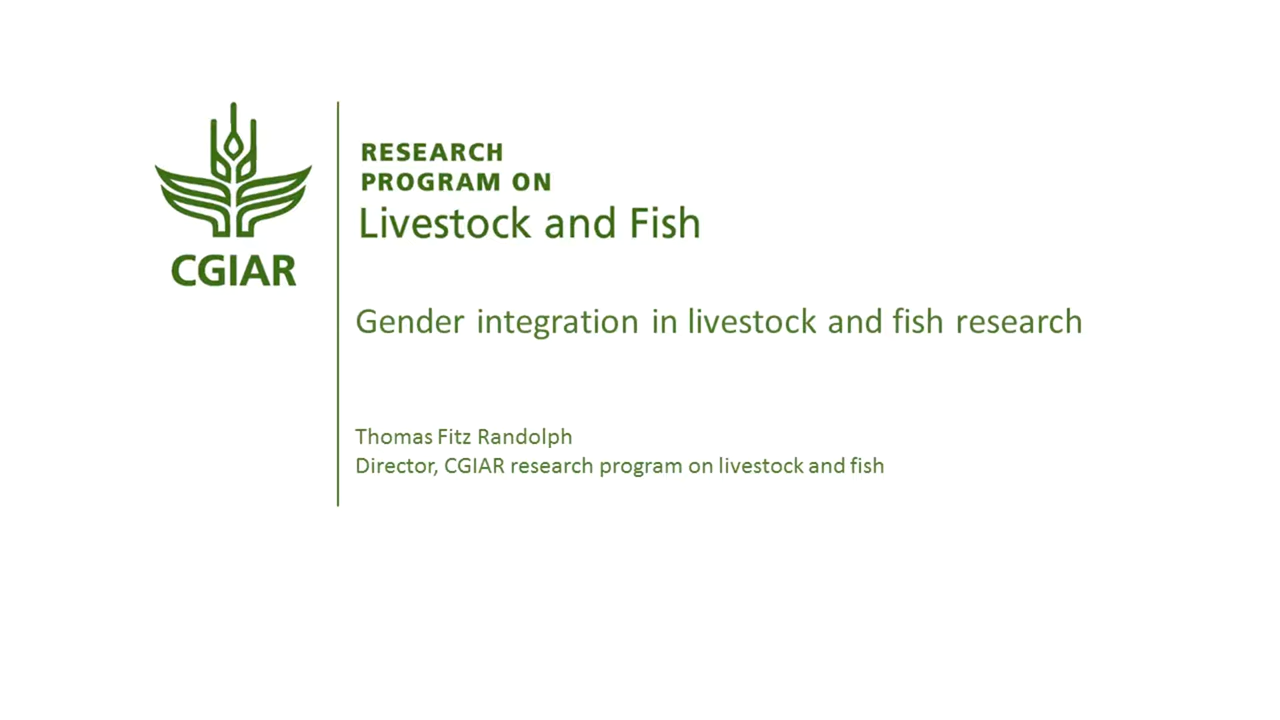 CGIAR
RESEARCH
PROGRAM ON
Livestock and Fish
Gender integration in livestock and fish research
Thomas Fitz Randolph
Director, CGIAR research program on livestock and fish